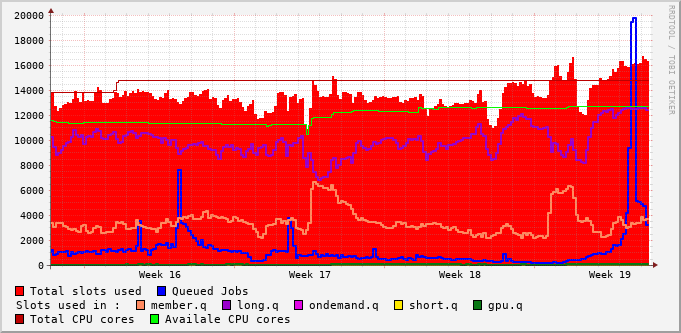 20000
18000
16000
14000
12000
10000
8000
6000
4000
2000
0
Week 16 Week 17 Week 18 Week 19
RRDTOOL / TOBI OETIKER
Total slots used Queued Jobs
Slots used in : member.q long.q ondemand.q short.q gpu.q
Total CPU cores Availale CPU cores